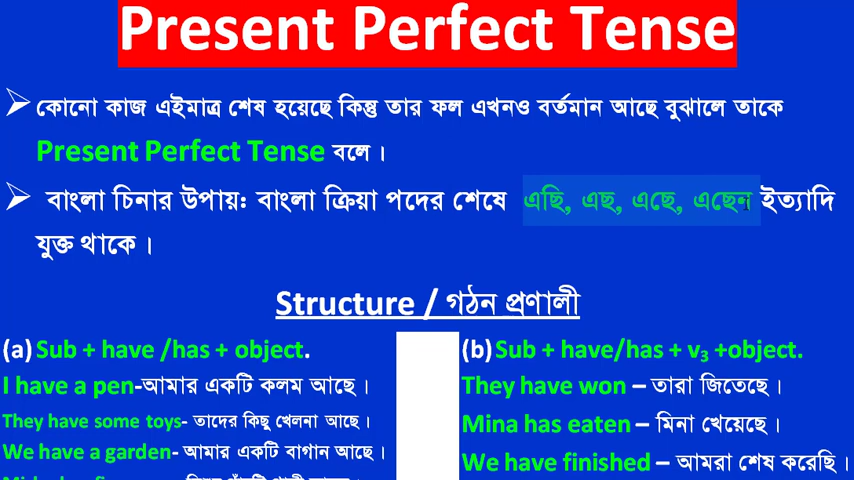 Present Perfect Tense
➢ কোনো কাজ এইমাত্র শেষ হয়েছে কিন্তু তার ফল এখনও বর্তমান আছে বুঝালে তাকে
Present Perfect Tense বলে।
➢ বাংলা চিনার উপায়: বাংলা ক্রিয়া পদের শেষে এছি, এছ, এছে, এছেন ইত্যাদি
যুক্ত থাকে।
Structure / গঠন প্রণালী
(a) Sub + have /has + object.
I have a pen-আমার একটি কলম আছে।
They have some toys- তাদের কিছু খেলনা আছে।
We have a garden- আমার একটি বাগান আছে।
(b) Sub + have/has + v₃ +object.
They have won – তারা জিতেছে।
Mina has eaten – মিনা খেয়েছে।
We have finished – আমরা শেষ করেছি।